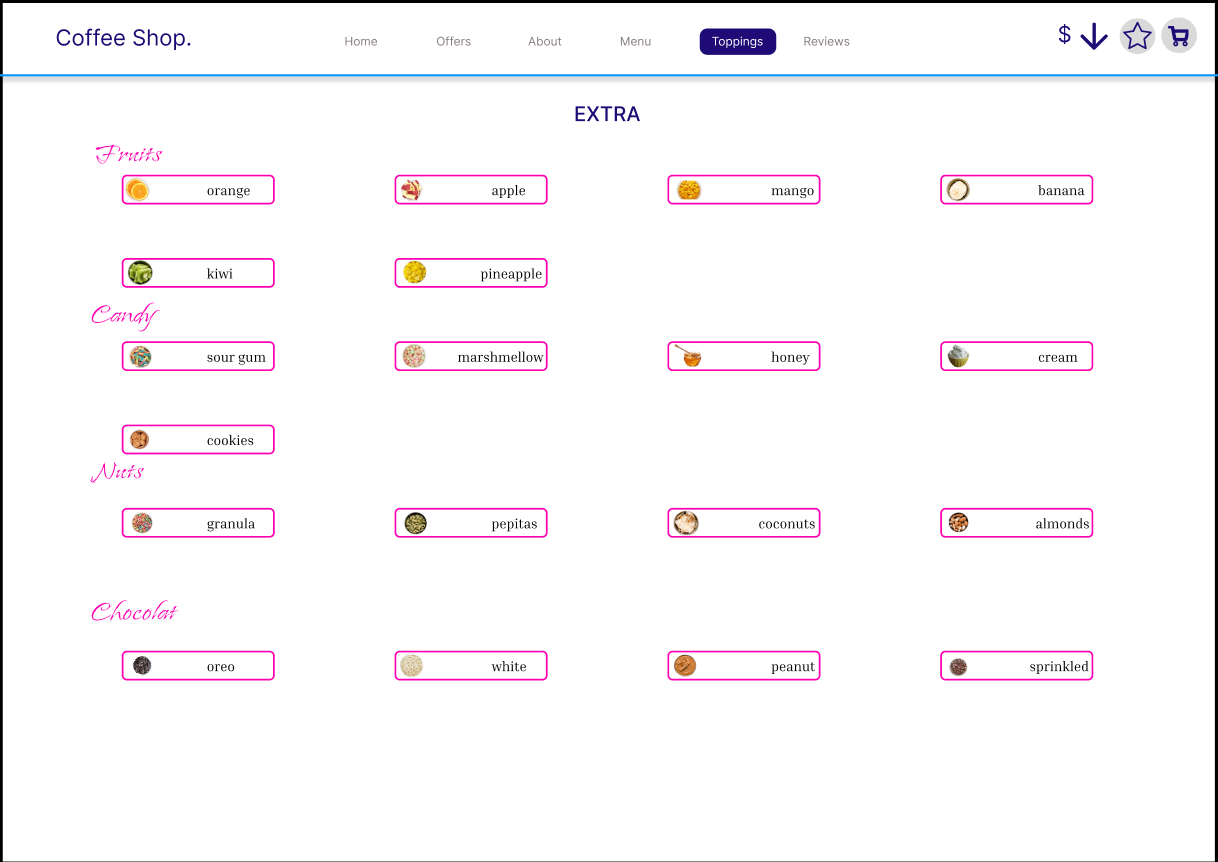 Coffee Shop.
Home Offers About Menu Toppings Reviews $
EXTRA
Fruits
orange apple mango banana
kiwi pineapple
Candy
sour gum marshmellow honey cream
cookies
Nuts
granula pepitas coconuts almonds
Chocolat
oreo white peanut sprinkled